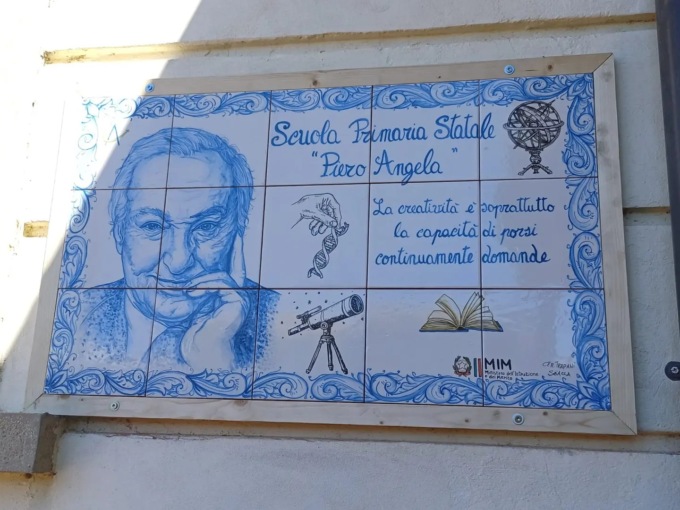 Scuola Primaria Statale
"Piero Angela"
La creatività è soprattutto
la capacità di porsi
continuamente domande
MIM